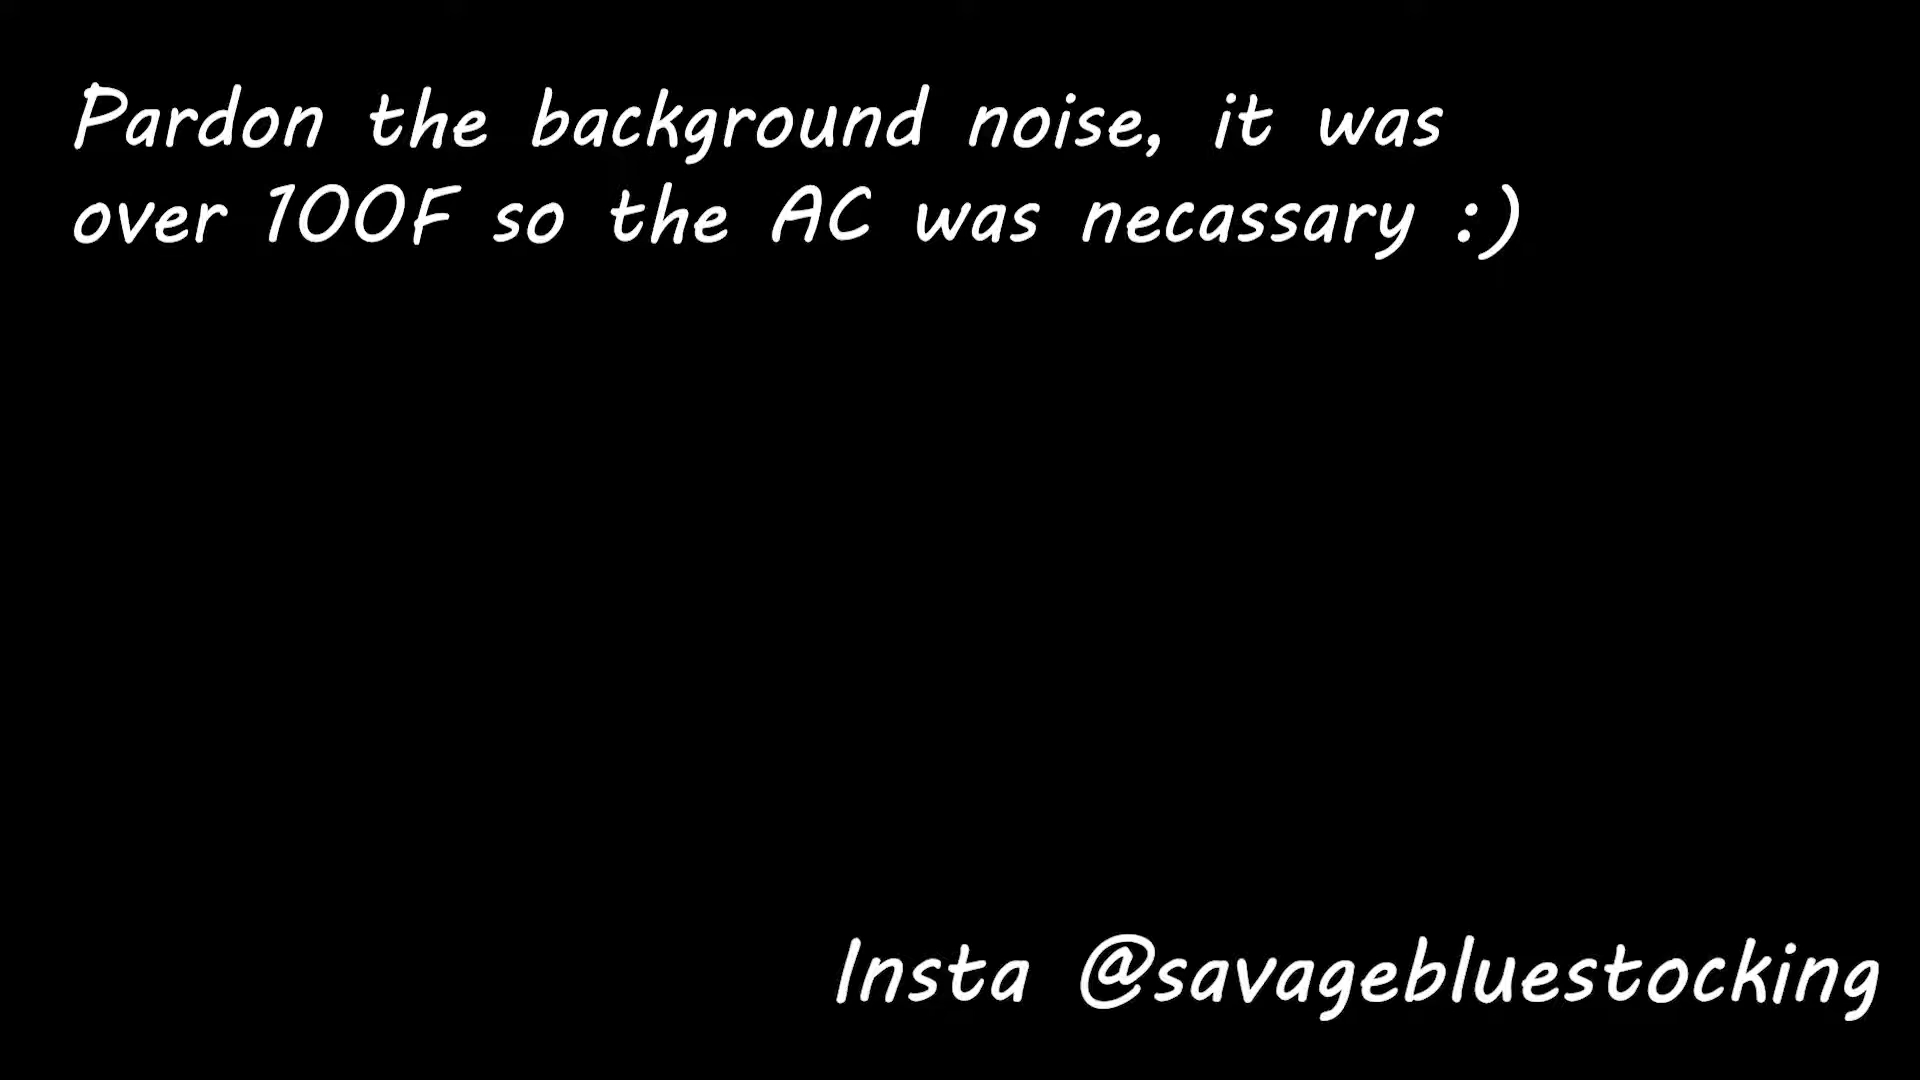 Pardon the background noise, it was
over 100F so the AC was necassary :)
Insta @savagebluestocking